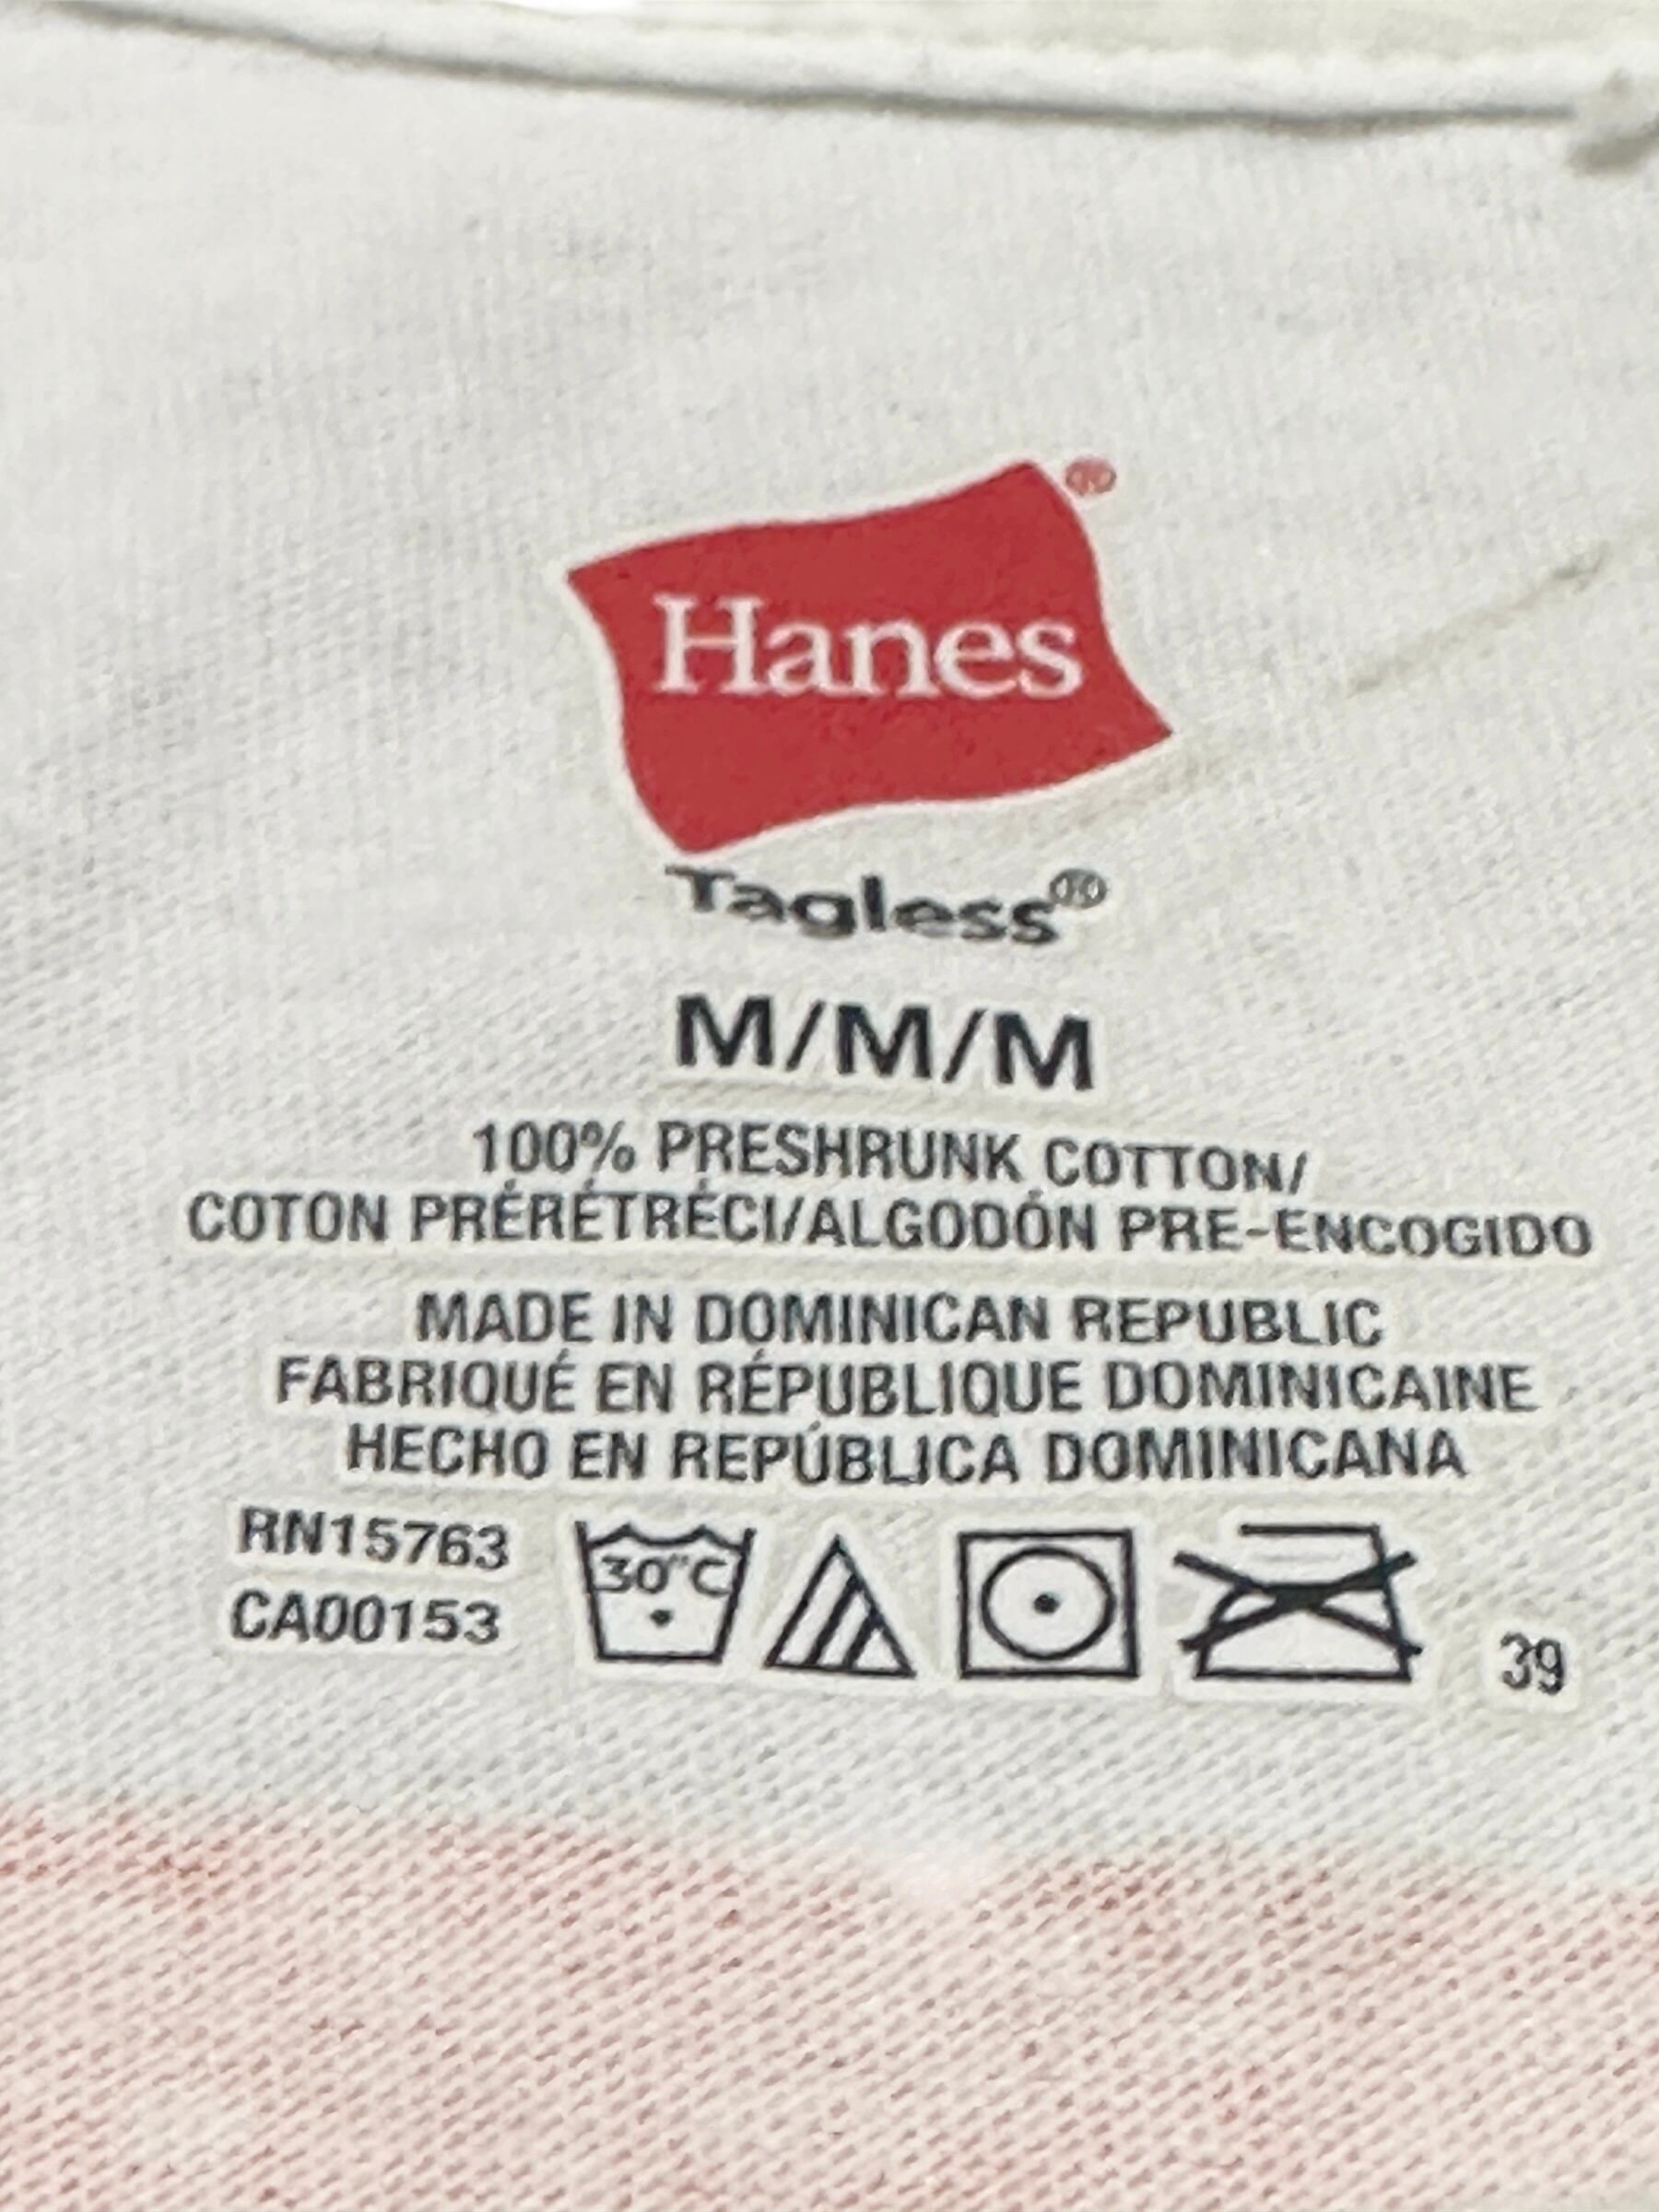 Hanes®
Tagless®
M/M/M
100% PRESHRUNK COTTON/
COTON PRÉRÉTRÉCI/ALGODÓN PRE-ENCOGIDO
MADE IN DOMINICAN REPUBLIC
FABRIQUÉ EN RÉPUBLIQUE DOMINICAINE
HECHO EN REPÚBLICA DOMINICANA
RN15763
CA00153
30°C
39